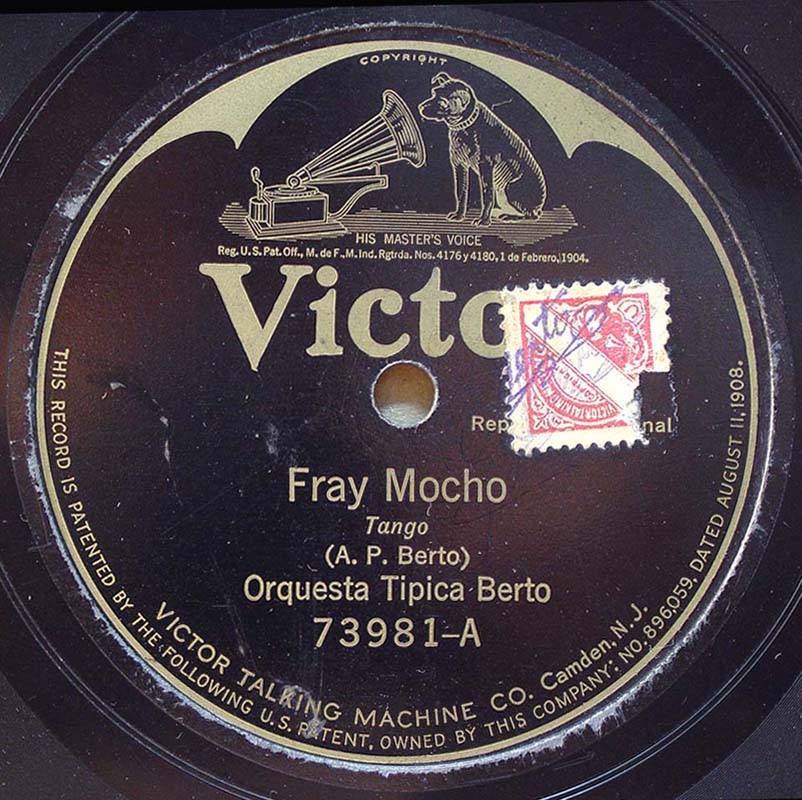 COPYRIGHT
HIS MASTER'S VOICE
Reg. U.S. Pat. Off., M. de F., M. Ind. Rgtrda. Nos. 4176 y 4180, 1 de Febrero, 1904.
Victo
Rep nal
Fray Mocho
Tango
(A. P. Berto)
Orquesta Tipica Berto
73981-A
VICTOR TALKING MACHINE CO. Camden, N. J.
THIS RECORD IS PATENTED BY THE FOLLOWING U.S. PATENT, OWNED BY THIS COMPANY: NO. 896,059, DATED AUGUST 11, 1908.